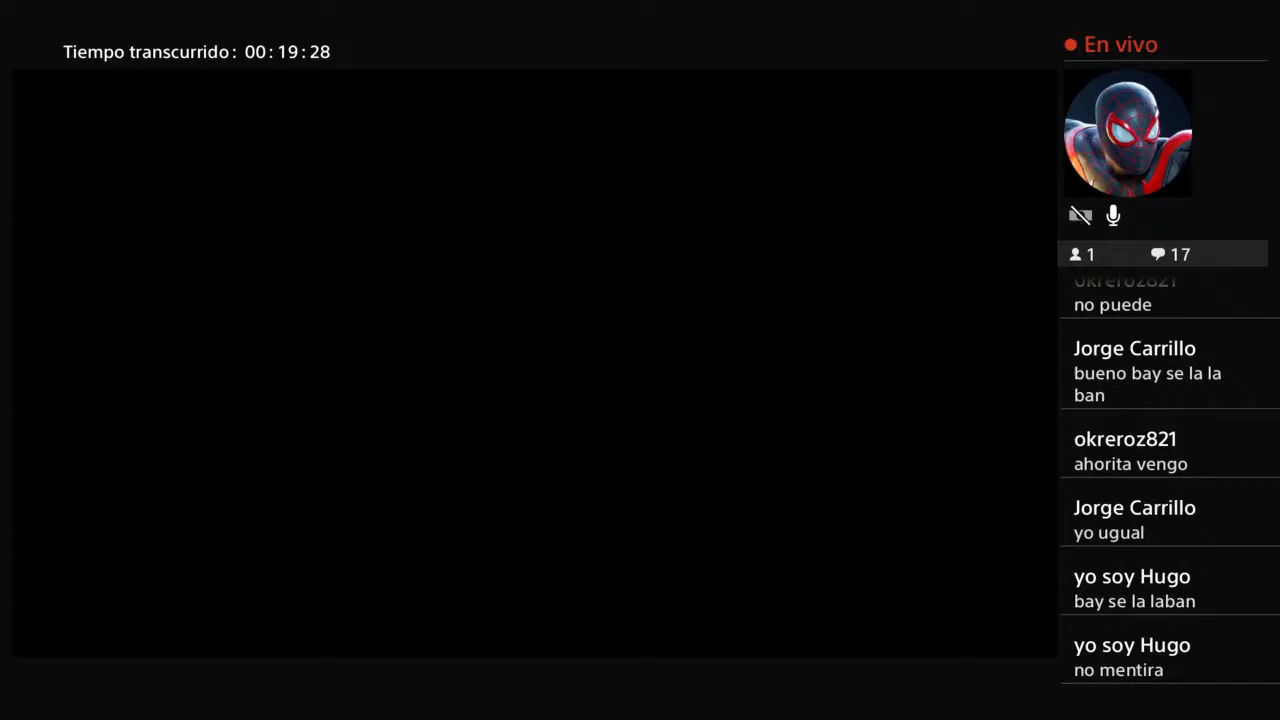 Tiempo transcurrido: 00:19:28
En vivo
1 17
okreroz821
no puede
Jorge Carrillo
bueno bay se la la
ban
okreroz821
ahorita vengo
Jorge Carrillo
yo ugual
yo soy Hugo
bay se la laban
yo soy Hugo
no mentira